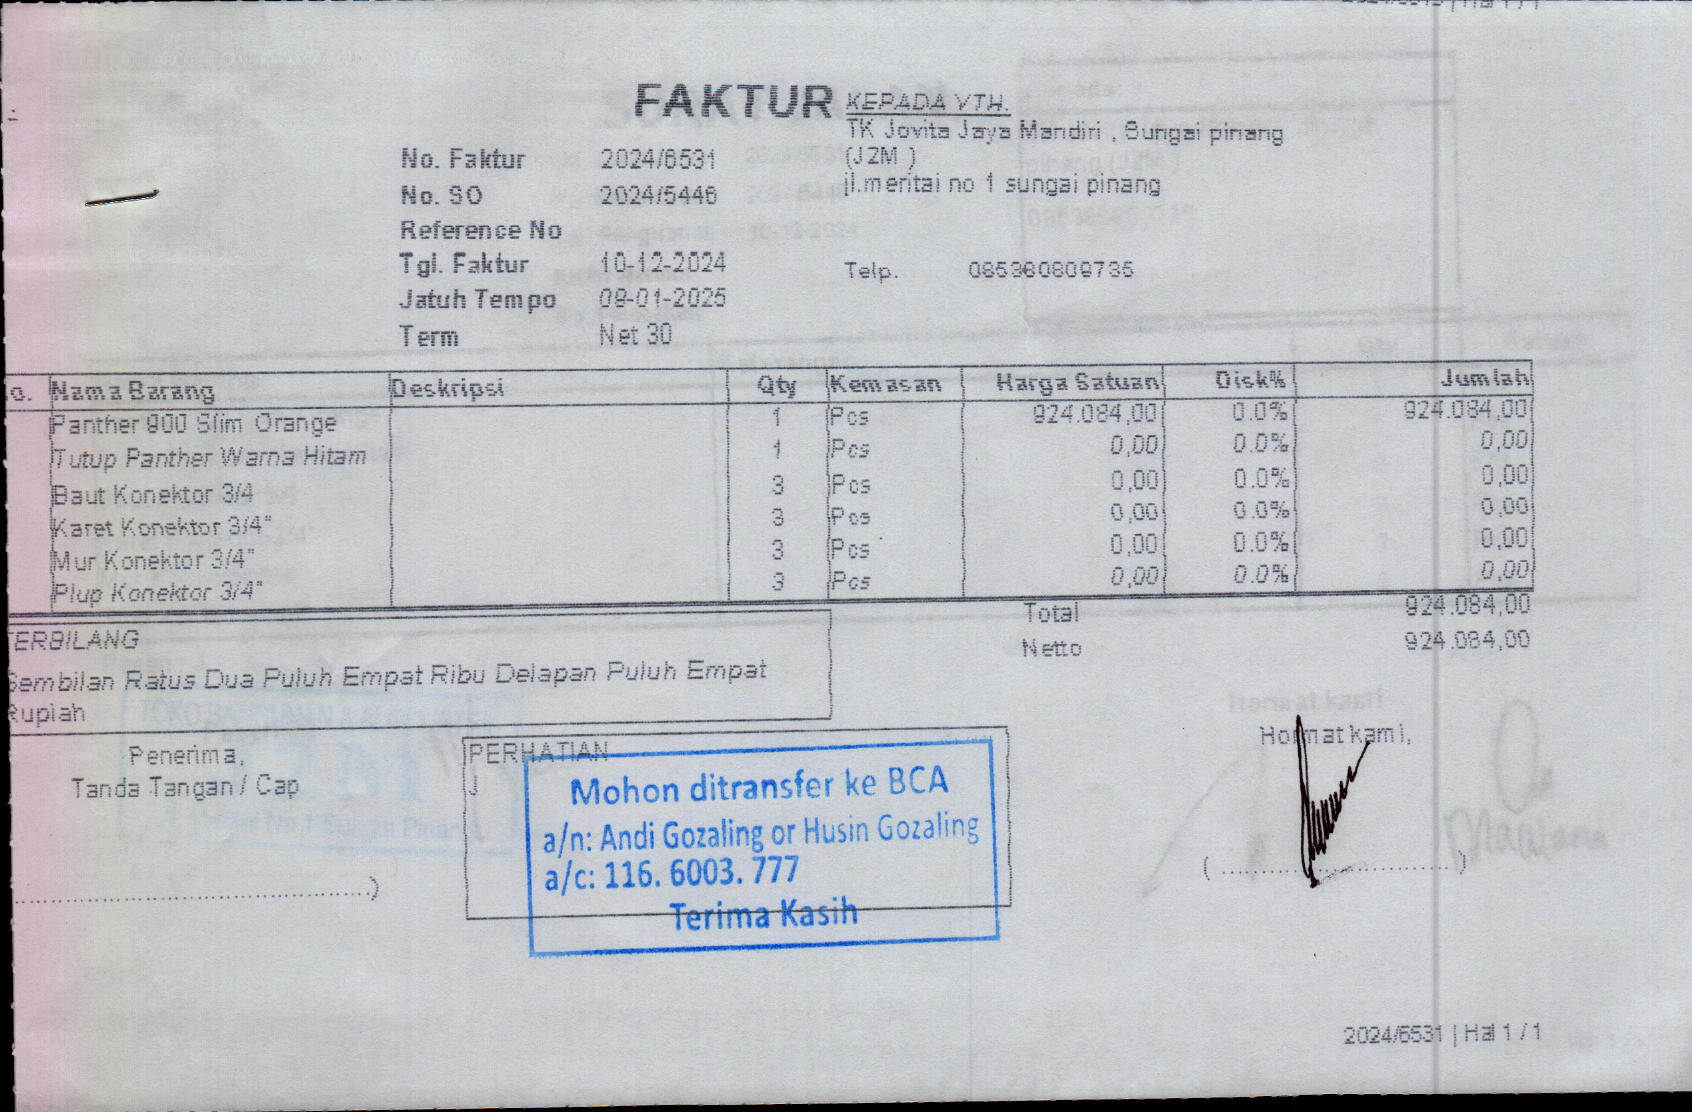 FAKTUR
KEPADA YTH.
TK Jovita Jaya Mandiri , Sungai pinang
(JZM )
jl.meritai no 1 sungai pinang
Telp. 085380809735
No. Faktur 2024/6531
No. SO 2024/5446
Reference No
Tgl. Faktur 10-12-2024
Jatuh Tempo 09-01-2025
Term Net 30
o. Nama Barang Deskripsi Qty Kemasan Harga Satuan Disk% Jumlah
Panther 900 Slim Orange 1 Pcs 924.084,00 0.0% 924.084,00
Tutup Panther Warna Hitam 1 Pcs 0,00 0.0% 0,00
Baut Konektor 3/4 3 Pcs 0,00 0.0% 0,00
Karet Konektor 3/4" 3 Pcs 0,00 0.0% 0,00
Mur Konektor 3/4" 3 Pcs 0,00 0.0% 0,00
Plup Konektor 3/4" 3 Pcs 0,00 0.0% 0,00
Total 924.084,00
Netto 924.084,00
TERBILANG
Sembilan Ratus Dua Puluh Empat Ribu Delapan Puluh Empat
Rupiah
Penerima,
Tanda Tangan / Cap
PERHATIAN
J
Mohon ditransfer ke BCA
a/n: Andi Gozaling or Husin Gozaling
a/c: 116. 6003. 777
Terima Kasih
Hormat kami,
2024/6531 | Hal 1 / 1